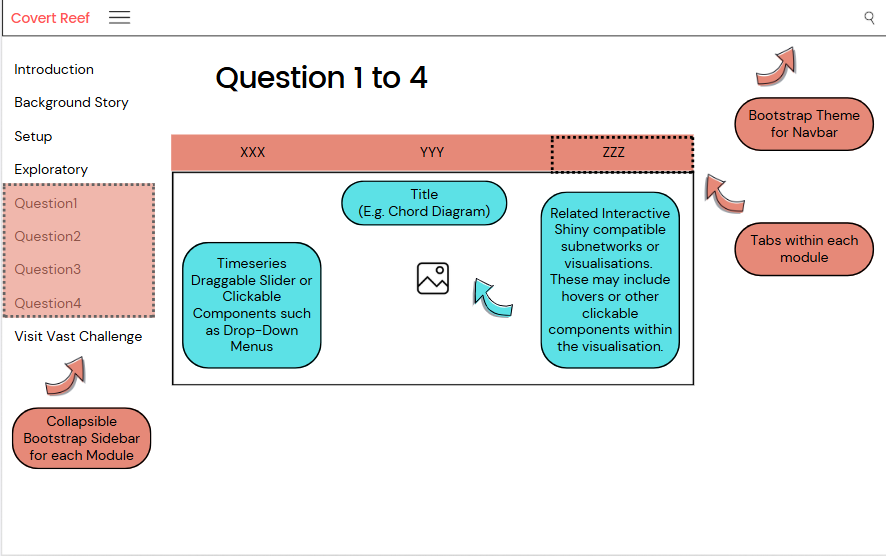 Covert Reef
Introduction
Background Story
Setup
Exploratory
Question1
Question2
Question3
Question4
Visit Vast Challenge
Collapsible
Bootstrap Sidebar
for each Module
Question 1 to 4
XXX
YYY
ZZZ
Title
(E.g. Chord Diagram)
Timeseries
Draggable Slider or
Clickable
Components such
as Drop-Down
Menus
Related Interactive
Shiny compatible
subnetworks or
visualisations.
These may include
hovers or other
clickable
components within
the visualisation.
Bootstrap Theme
for Navbar
Tabs within each
module